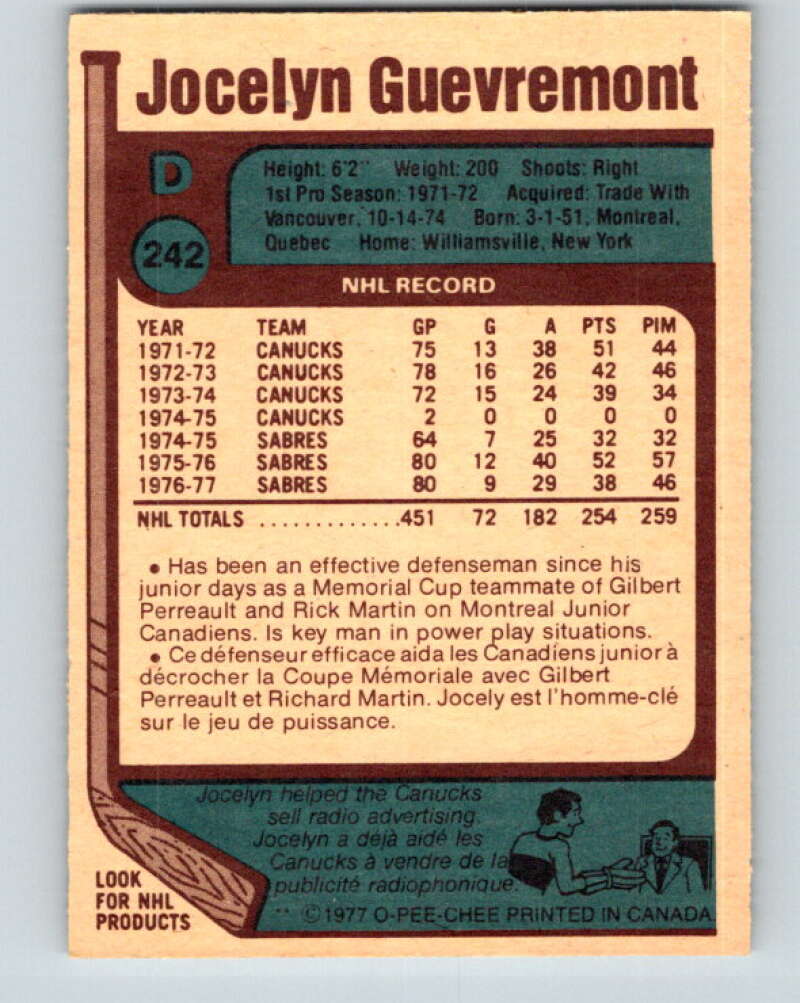 Jocelyn Guevremont
D
242
Height: 6'2" Weight: 200 Shoots: Right
1st Pro Season: 1971-72 Acquired: Trade With
Vancouver, 10-14-74 Born: 3-1-51, Montreal,
Quebec Home: Williamsville, New York
NHL RECORD
YEAR TEAM GP G A PTS PIM
1971-72 CANUCKS 75 13 38 51 44
1972-73 CANUCKS 78 16 26 42 46
1973-74 CANUCKS 72 15 24 39 34
1974-75 CANUCKS 2 0 0 0 0
1974-75 SABRES 64 7 25 32 32
1975-76 SABRES 80 12 40 52 57
1976-77 SABRES 80 9 29 38 46
NHL TOTALS .............451 72 182 254 259
• Has been an effective defenseman since his
junior days as a Memorial Cup teammate of Gilbert
Perreault and Rick Martin on Montreal Junior
Canadiens. Is key man in power play situations.
• Ce défenseur efficace aida les Canadiens junior à
décrocher la Coupe Mémoriale avec Gilbert
Perreault et Richard Martin. Jocely est l'homme-clé
sur le jeu de puissance.
Jocelyn helped the Canucks
sell radio advertising.
Jocelyn a déjà aidé les
Canucks à vendre de la
publicité radiophonique.
LOOK
FOR NHL
PRODUCTS
** ©1977 O-PEE-CHEE PRINTED IN CANADA